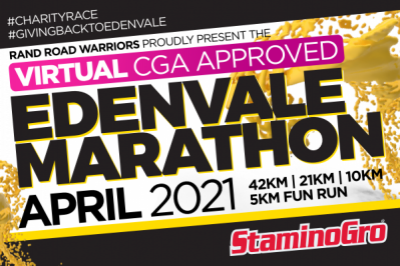 #CHARITYRACE
#GIVINGBACKTOEDENVALE
RAND ROAD WARRIORS PROUDLY PRESENT THE
VIRTUAL CGA APPROVED
EDENVALE
MARATHON
APRIL 2021
42KM | 21KM | 10KM
5KM FUN RUN
StaminoGro®